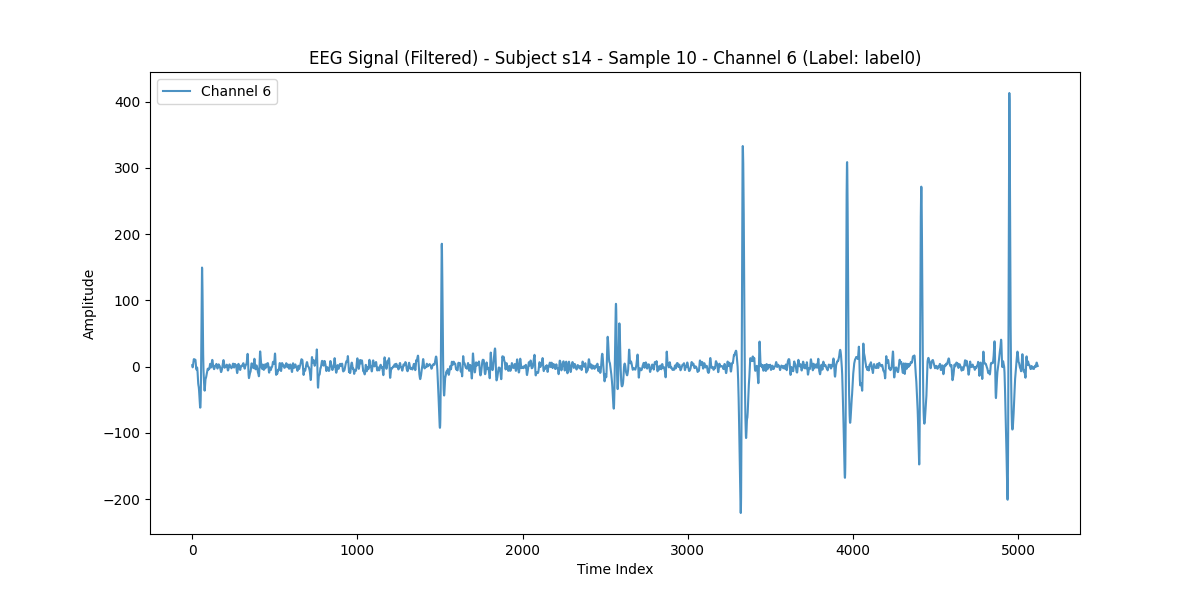 EEG Signal (Filtered) - Subject s14 - Sample 10 - Channel 6 (Label: label0)
Channel 6
400
300
200
100
0
−100
−200
Amplitude
0 1000 2000 3000 4000 5000
Time Index